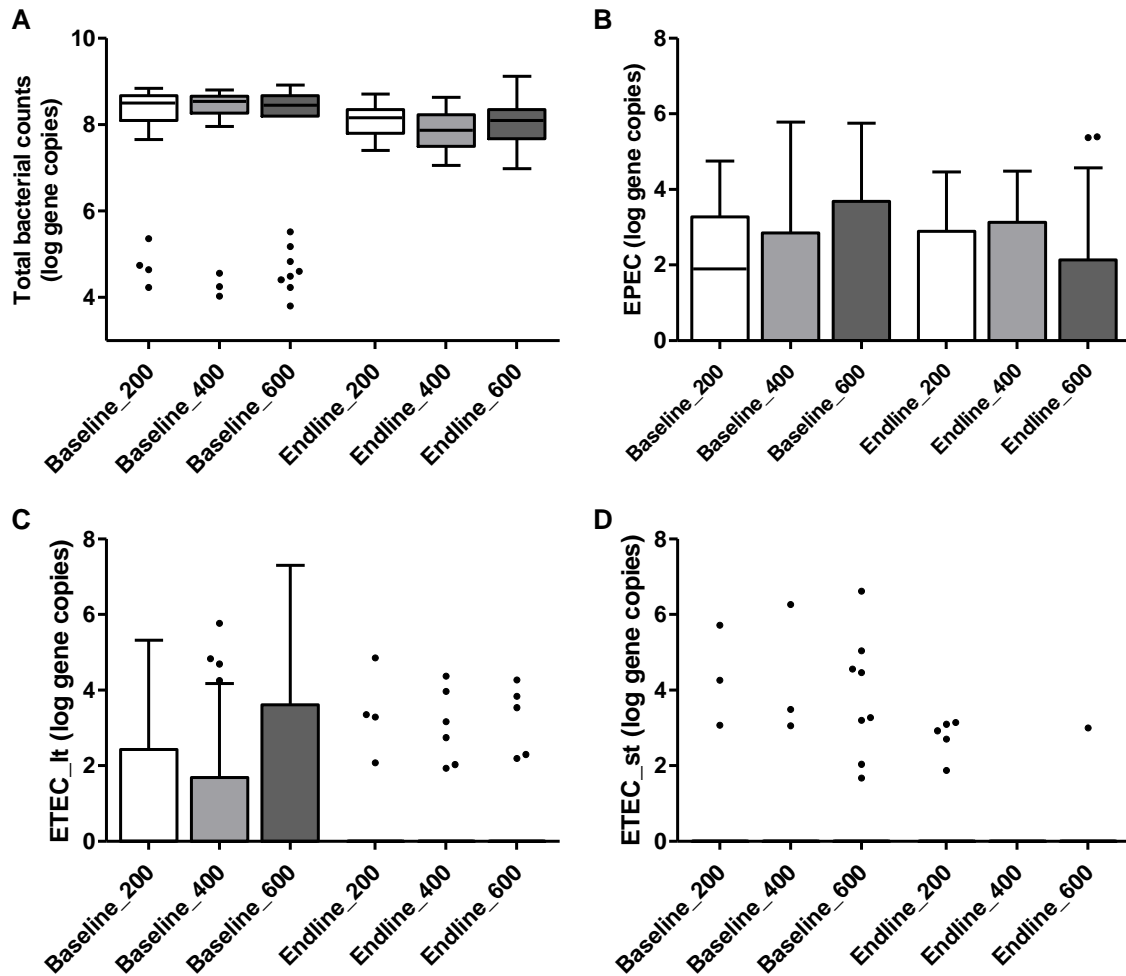 A
Total bacterial counts
(log gene copies)
10
8
6
4
Baseline_200
Baseline_400
Baseline_600
Endline_200
Endline_400
Endline_600
B
EPEC (log gene copies)
8
6
4
2
0
Baseline_200
Baseline_400
Baseline_600
Endline_200
Endline_400
Endline_600
C
ETEC_lt (log gene copies)
8
6
4
2
0
Baseline_200
Baseline_400
Baseline_600
Endline_200
Endline_400
Endline_600
D
ETEC_st (log gene copies)
8
6
4
2
0
Baseline_200
Baseline_400
Baseline_600
Endline_200
Endline_400
Endline_600